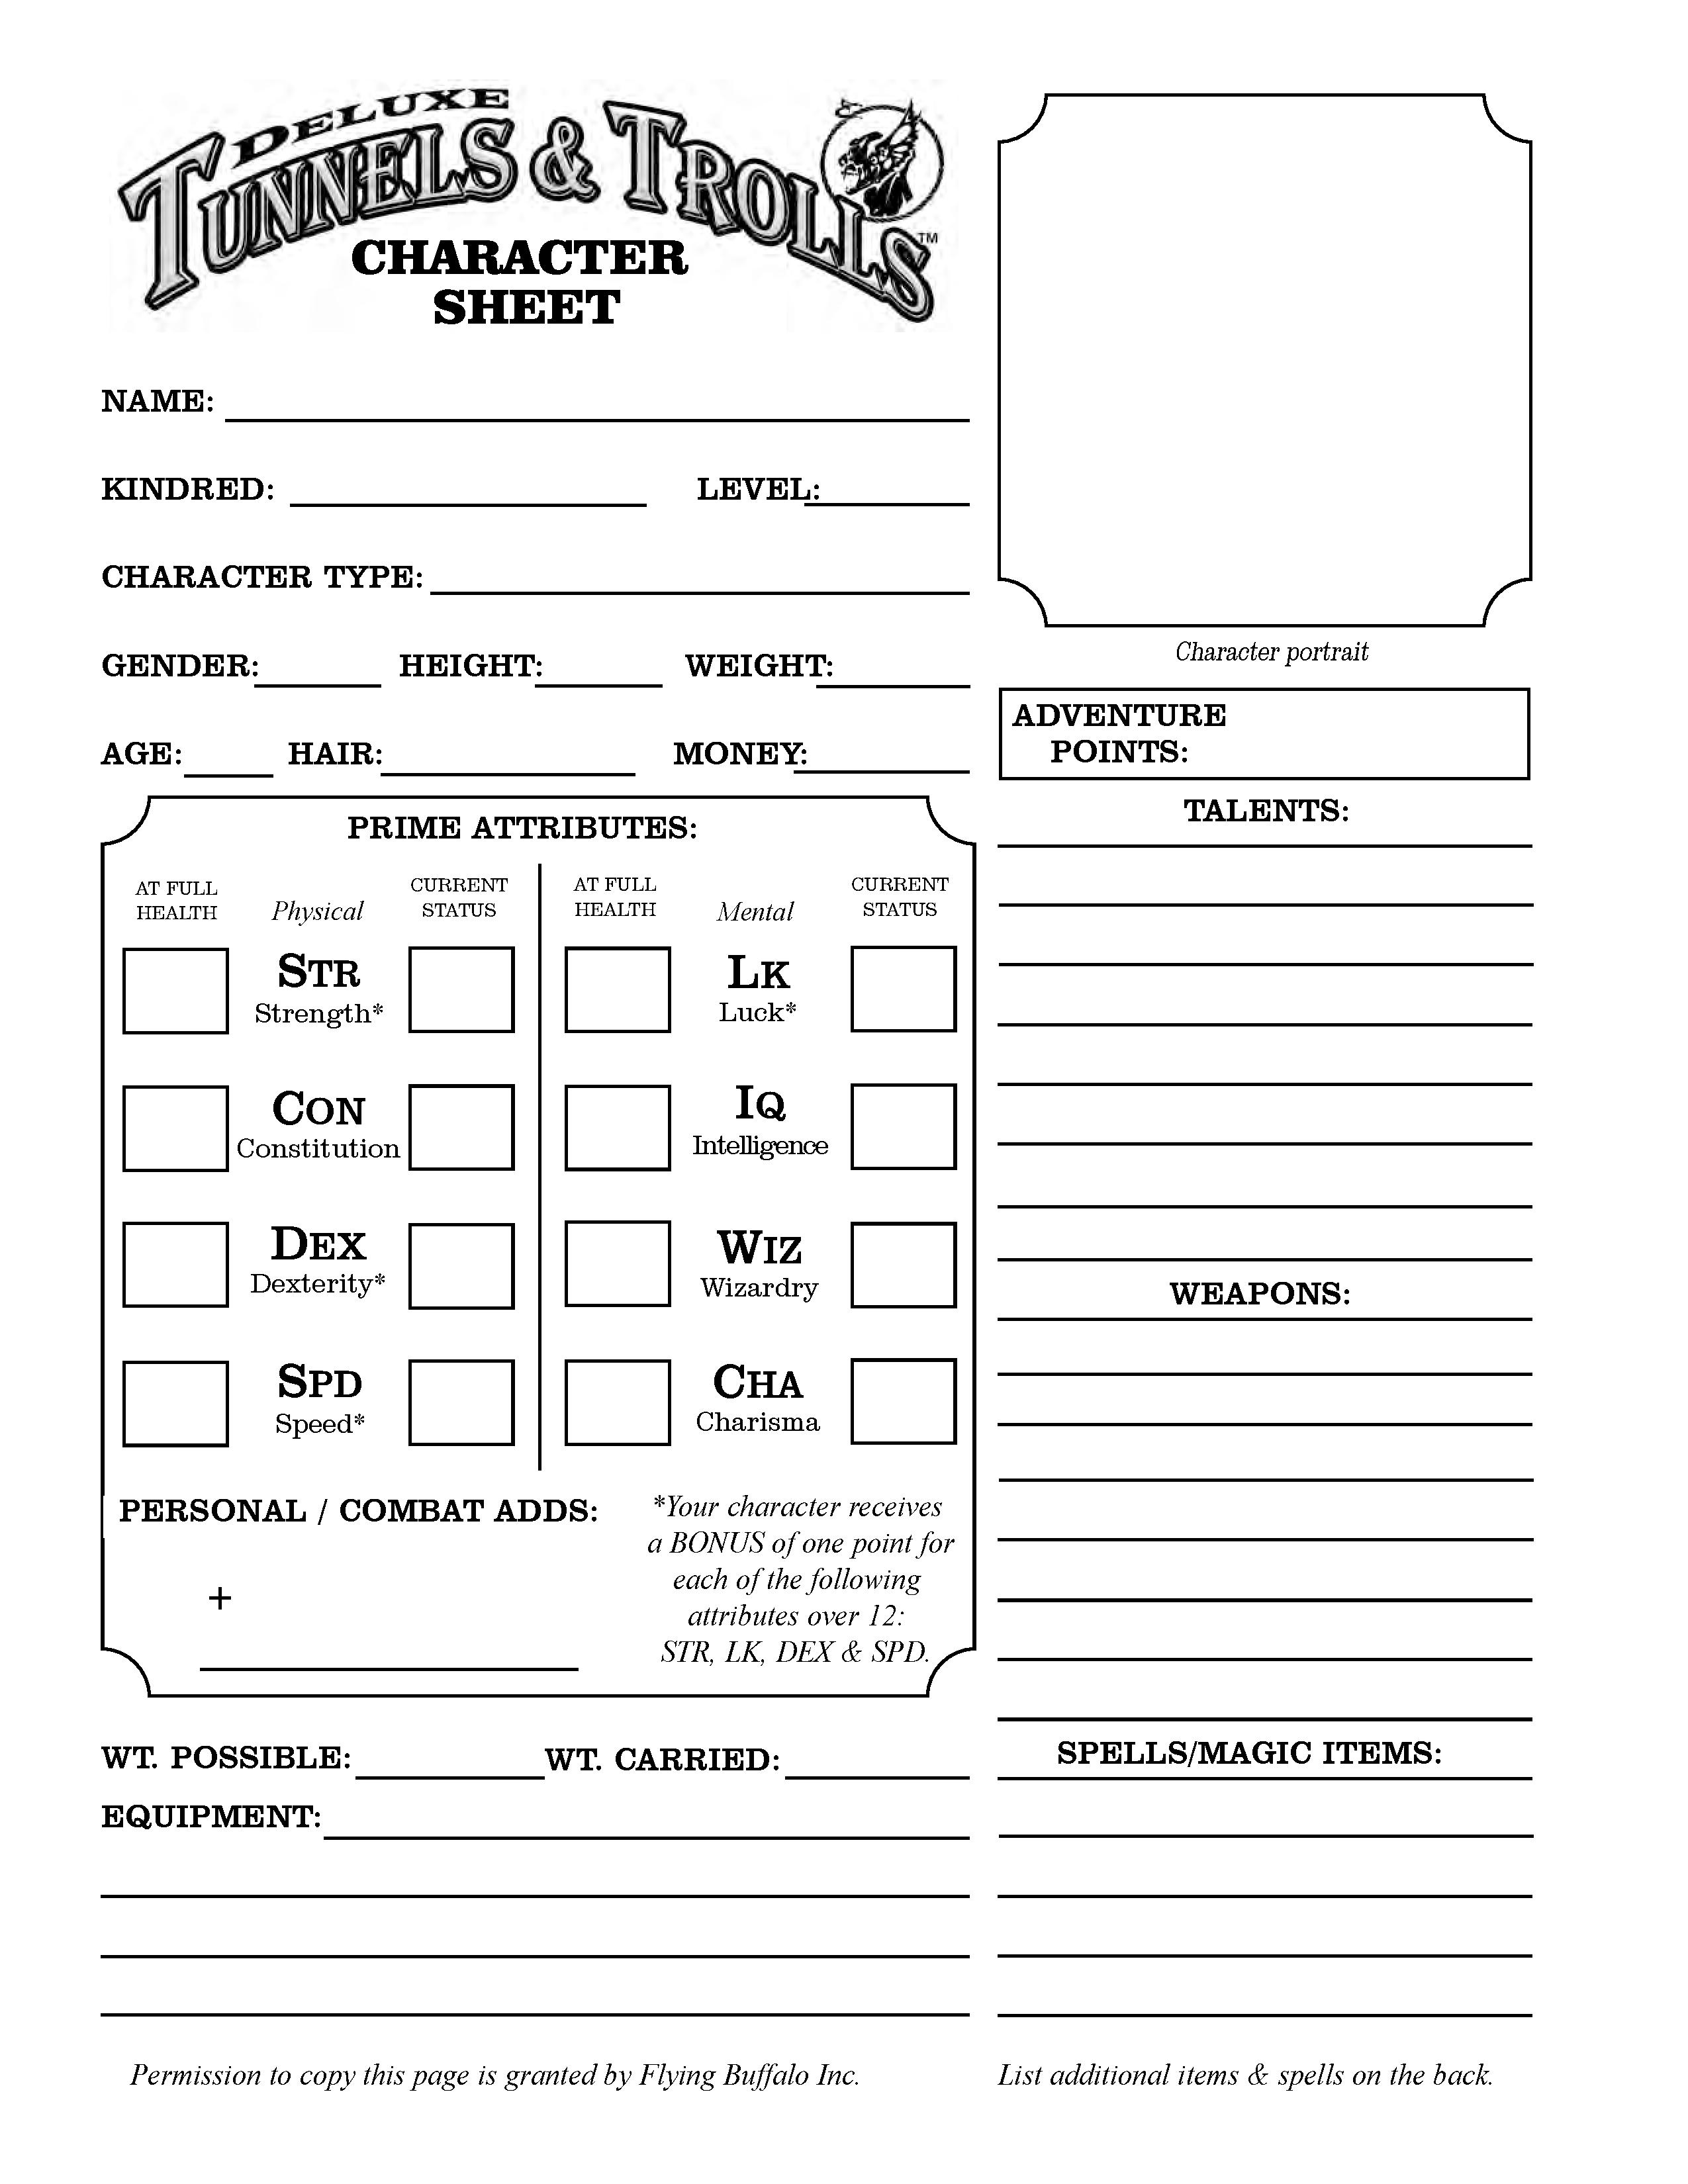 DELUXE
TUNNELS & TROLLS™
CHARACTER
SHEET
NAME:
KINDRED: LEVEL:
CHARACTER TYPE:
GENDER: HEIGHT: WEIGHT:
AGE: HAIR: MONEY:
PRIME ATTRIBUTES:
AT FULL
HEALTH
Physical
CURRENT
STATUS
AT FULL
HEALTH
Mental
CURRENT
STATUS
STR
Strength*
LK
Luck*
CON
Constitution
IQ
Intelligence
DEX
Dexterity*
WIZ
Wizardry
SPD
Speed*
CHA
Charisma
PERSONAL / COMBAT ADDS:
+
*Your character receives
a BONUS of one point for
each of the following
attributes over 12:
STR, LK, DEX & SPD.
WT. POSSIBLE: WT. CARRIED:
EQUIPMENT:
Permission to copy this page is granted by Flying Buffalo Inc.
Character portrait
ADVENTURE
POINTS:
TALENTS:
WEAPONS:
SPELLS/MAGIC ITEMS:
List additional items & spells on the back.